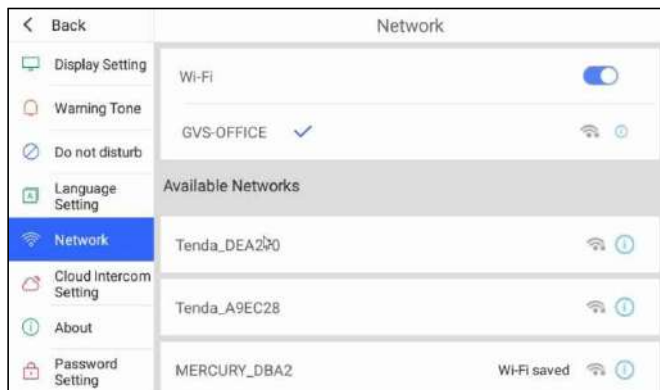 Back
Network
Display Setting
Warning Tone
Do not disturb
Language
Setting
Network
Cloud Intercom
Setting
About
Password
Setting
Wi-Fi
GVS-OFFICE
Available Networks
Tenda_A9EC28
MERCURY_DBA2 Wi-Fi saved